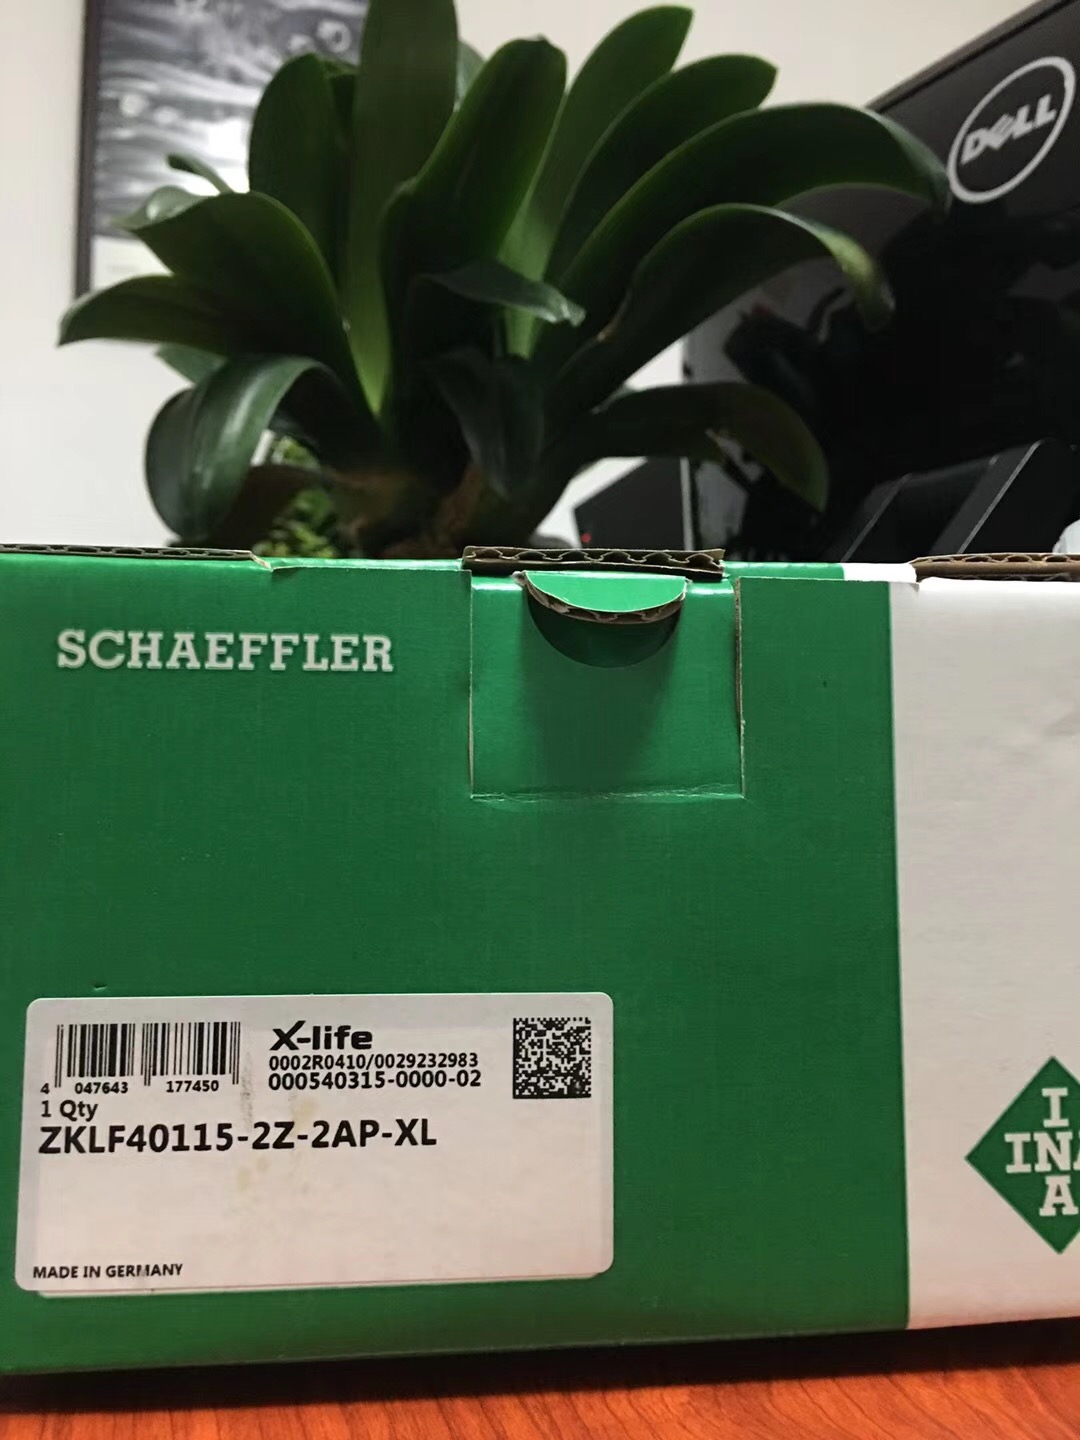 DELL
SCHAEFFLER
X-life
0002R0410/0029232983
000540315-0000-02
4 047643 177450
1 Qty
ZKLF40115-2Z-2AP-XL
MADE IN GERMANY
I
INA
A